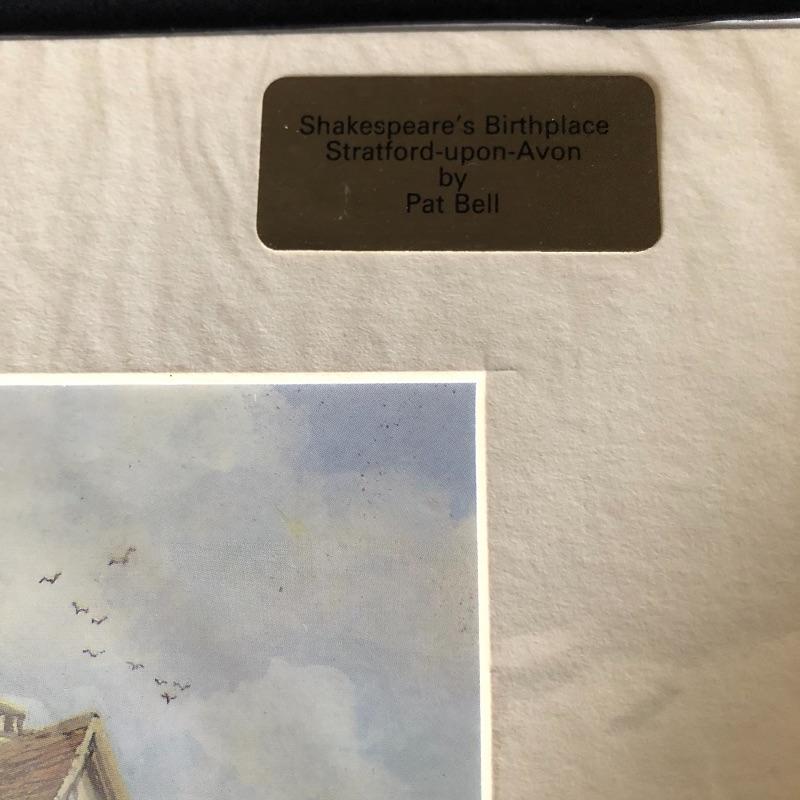 Shakespeare's Birthplace
Stratford-upon-Avon
by
Pat Bell